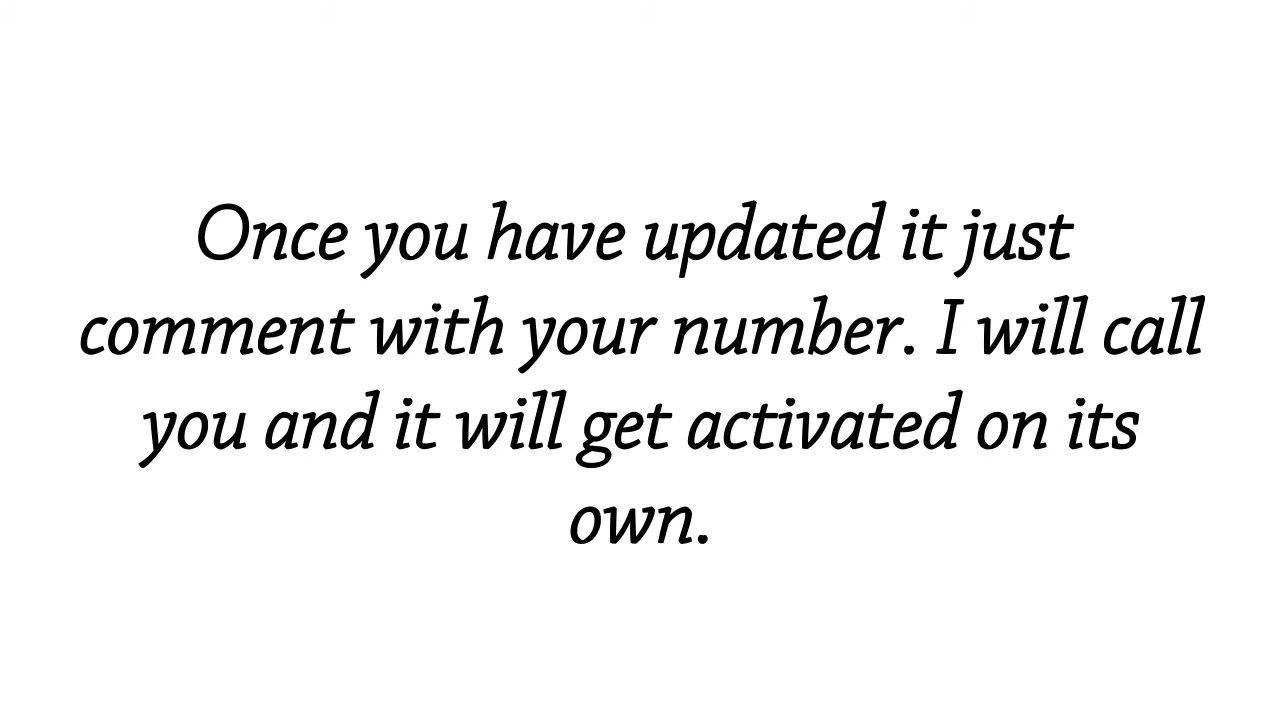 Once you have updated it just
comment with your number. I will call
you and it will get activated on its
own.